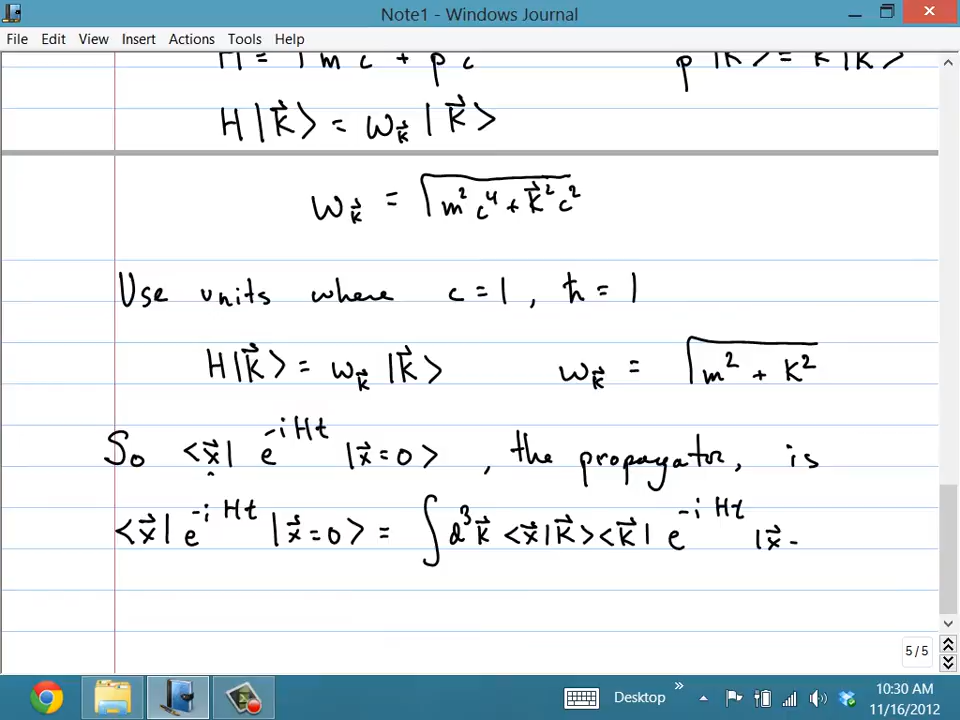 Note1 - Windows Journal
File Edit View Insert Actions Tools Help
H = √m c + p c    p |k> = k |k>
H |k⃗> = ω_k⃗ |k⃗>
ω_k⃗ = √(m²c⁴ + k⃗²c²)
Use units where c = 1 , ħ = 1
H|k⃗> = ω_k⃗ |k⃗>    ω_k⃗ = √(m² + k²)
So <x⃗| e^{-iHt} |x⃗=0> , the propagator, is
<x⃗| e^{-iHt} |x⃗=0> = ∫ d³k⃗ <x⃗|k⃗><k⃗| e^{-iHt} |x⃗ -
5 / 5
Desktop
10:30 AM
11/16/2012